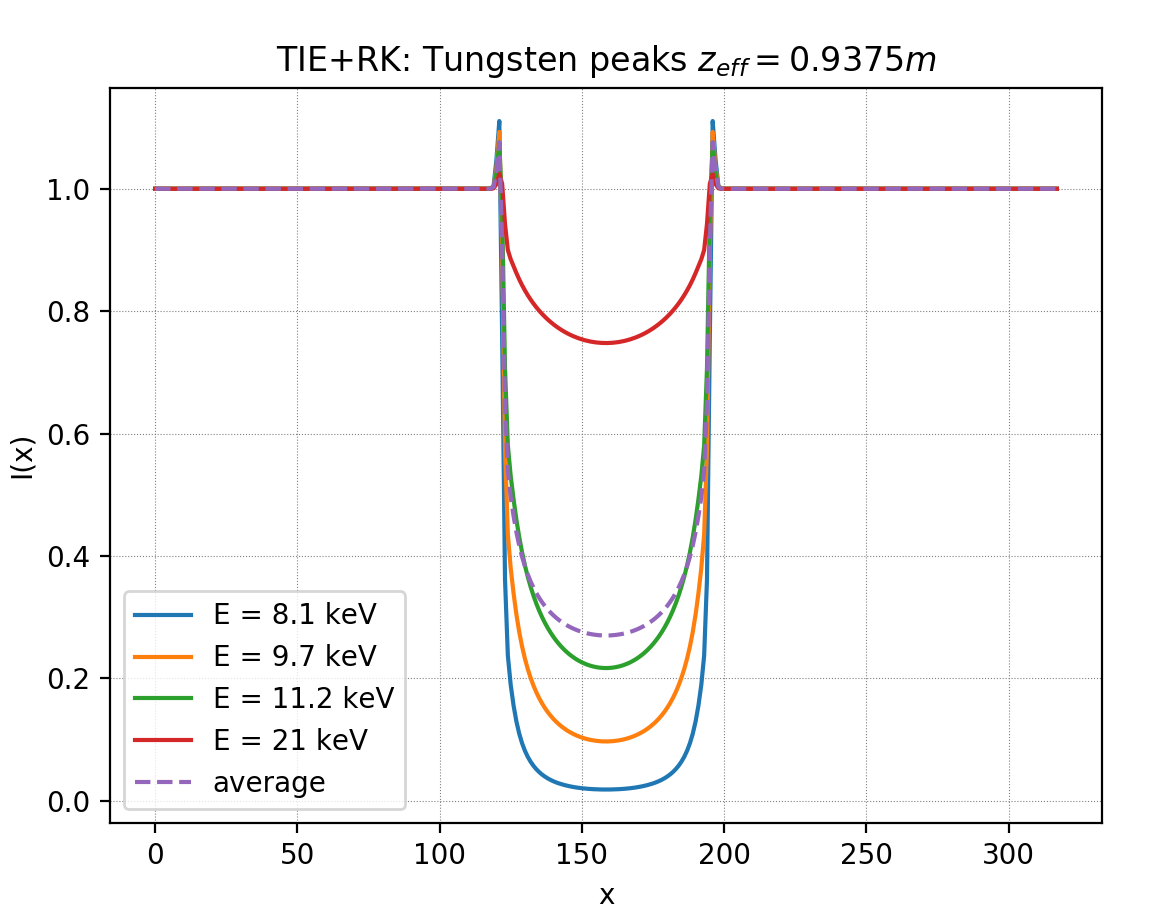 TIE+RK: Tungsten peaks z_{eff} = 0.9375m
1.0
0.8
0.6
0.4
0.2
0.0
I(x)
E = 8.1 keV
E = 9.7 keV
E = 11.2 keV
E = 21 keV
average
0 50 100 150 200 250 300
x